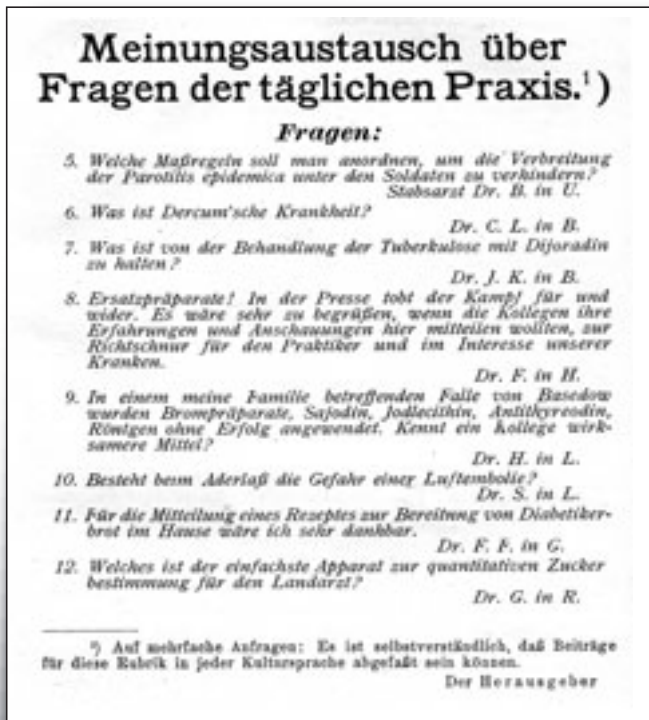 Meinungsaustausch über
Fragen der täglichen Praxis.¹)
Fragen:
5. Welche Maßregeln soll man anordnen, um die Verbreitung
der Parotitis epidemica unter den Soldaten zu verhindern?
Stabsarzt Dr. B. in U.
6. Was ist Dercum'sche Krankheit?
Dr. C. L. in B.
7. Was ist von der Behandlung der Tuberkulose mit Dijoradin
zu halten?
Dr. J. K. in B.
8. Ersatzpräparate! In der Presse tobt der Kampf für und
wider. Es wäre sehr zu begrüßen, wenn die Kollegen ihre
Erfahrungen und Anschauungen hier mitteilen wollten, zur
Richtschnur für den Praktiker und im Interesse unserer
Kranken.
Dr. F. in H.
9. In einem meine Familie betreffenden Falle von Basedow
wurden Brompräparate, Sajodin, Jodlecithin, Antithyreodin,
Röntgen ohne Erfolg angewendet. Kennt ein Kollege wirk-
samere Mittel?
Dr. H. in L.
10. Besteht beim Aderlaß die Gefahr einer Luftembolie?
Dr. S. in L.
11. Für die Mitteilung eines Rezeptes zur Bereitung von Diabetiker-
brot im Hause wäre ich sehr dankbar.
Dr. F. F. in G.
12. Welches ist der einfachste Apparat zur quantitativen Zucker
bestimmung für den Landarzt?
Dr. G. in R.
¹) Auf mehrfache Anfragen: Es ist selbstverständlich, daß Beiträge
für diese Rubrik in jeder Kultursprache abgefaßt sein können.
Der Herausgeber